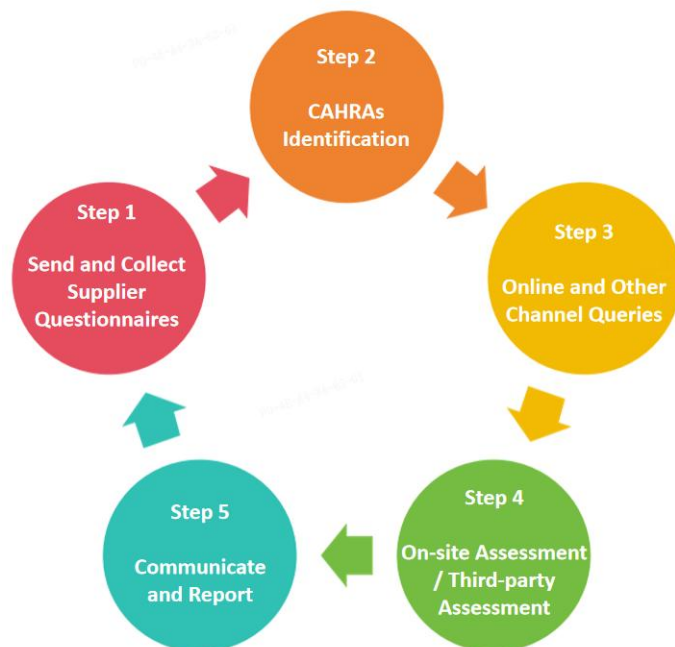 Step 1
Send and Collect
Supplier
Questionnaires
Step 2
CAHRAs
Identification
Step 3
Online and Other
Channel Queries
Step 4
On-site Assessment
/ Third-party
Assessment
Step 5
Communicate
and Report